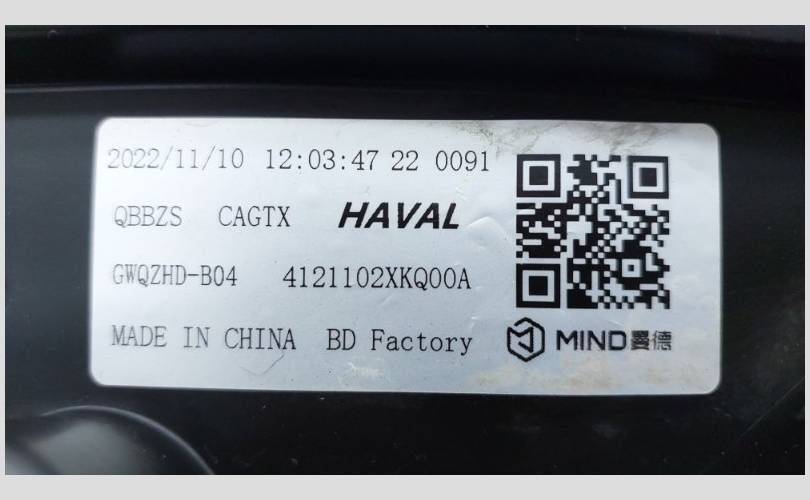 2022/11/10 12:03:47 22 0091
QBBZS CAGTX HAVAL
GWQZHD-B04 4121102XKQ00A
MADE IN CHINA BD Factory MIND曼德